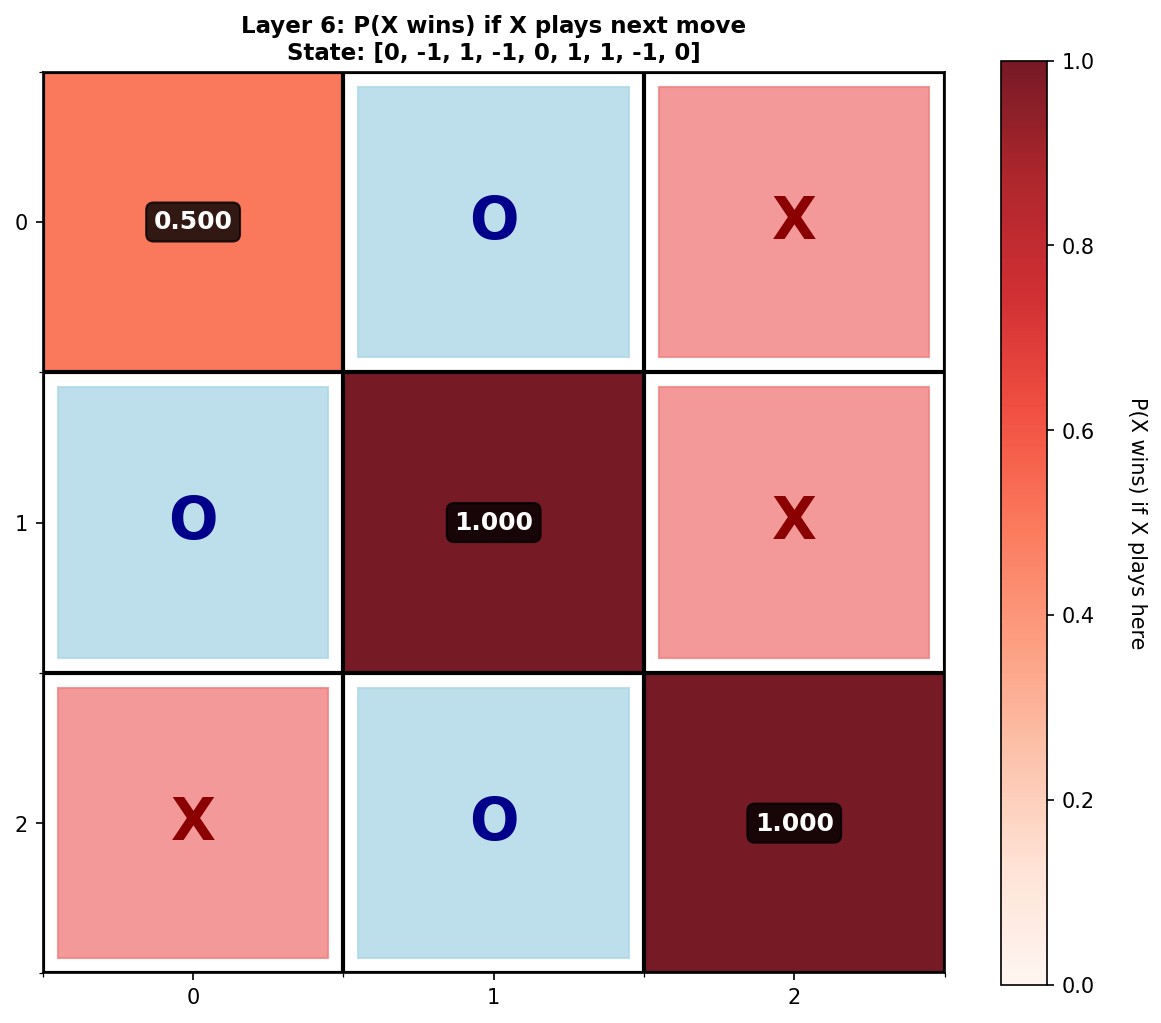 Layer 6: P(X wins) if X plays next move
State: [0, -1, 1, -1, 0, 1, 1, -1, 0]
0
0.500
O
X
1
O
1.000
X
2
X
O
1.000
0
1
2
1.0
0.8
0.6
0.4
0.2
0.0
P(X wins) if X plays here